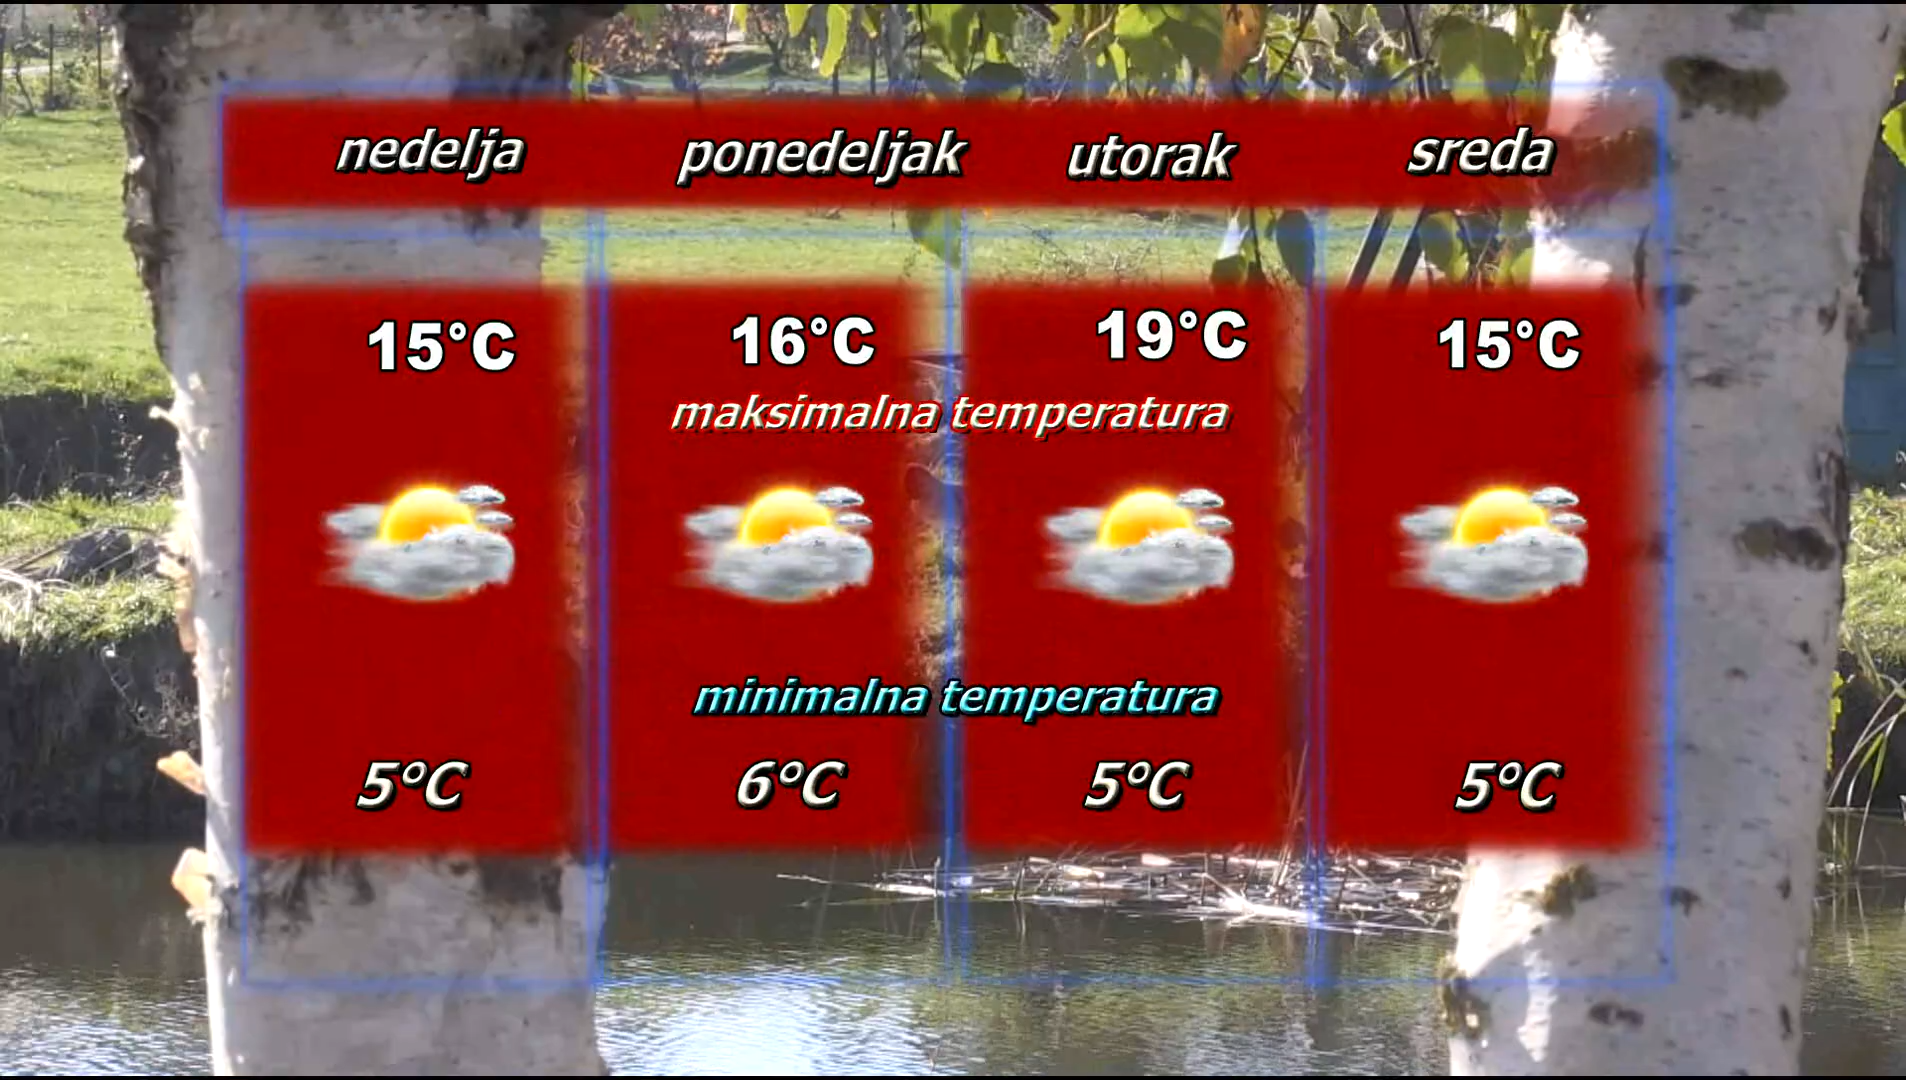 nedelja ponedeljak utorak sreda
15°C 16°C 19°C 15°C
maksimalna temperatura
minimalna temperatura
5°C 6°C 5°C 5°C